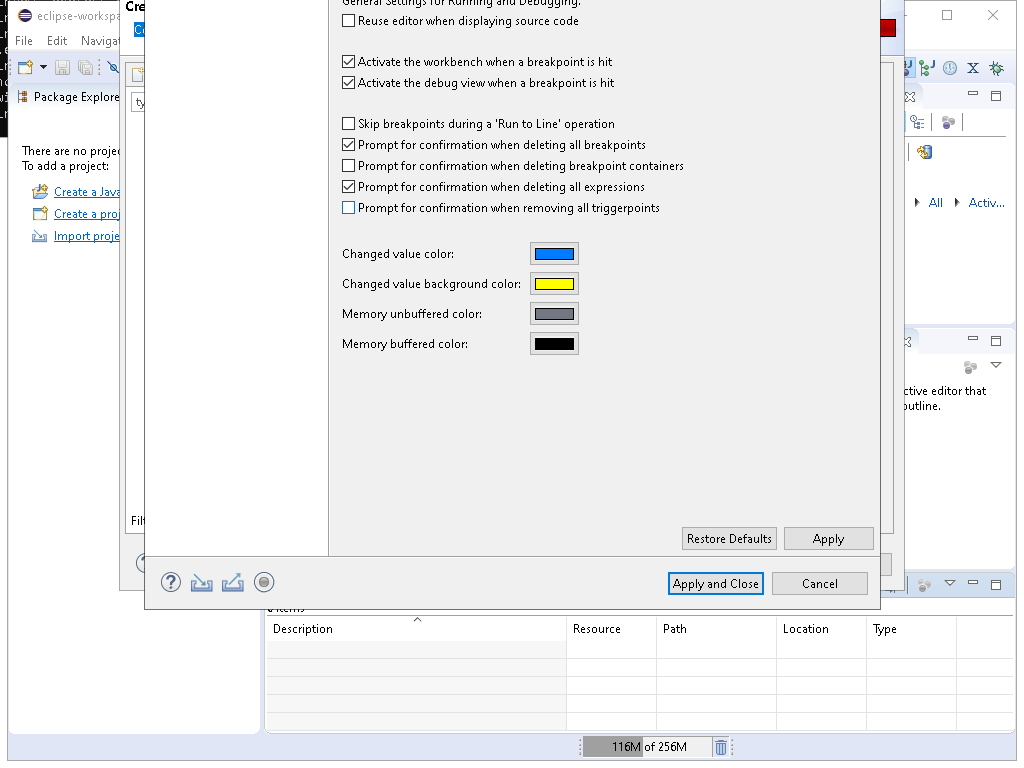 eclipse-workspa
Cre
General Settings for Running and Debugging.
File Edit Navigat
Reuse editor when displaying source code
Activate the workbench when a breakpoint is hit
Activate the debug view when a breakpoint is hit
Package Explore
ty
Skip breakpoints during a 'Run to Line' operation
Prompt for confirmation when deleting all breakpoints
Prompt for confirmation when deleting breakpoint containers
Prompt for confirmation when deleting all expressions
Prompt for confirmation when removing all triggerpoints
There are no projec
To add a project:
Create a Java
Create a proj
Import proje
All Activ...
Changed value color:
Changed value background color:
Memory unbuffered color:
Memory buffered color:
ctive editor that
outline.
Filt
Restore Defaults Apply
Apply and Close Cancel
Description Resource Path Location Type
116M of 256M